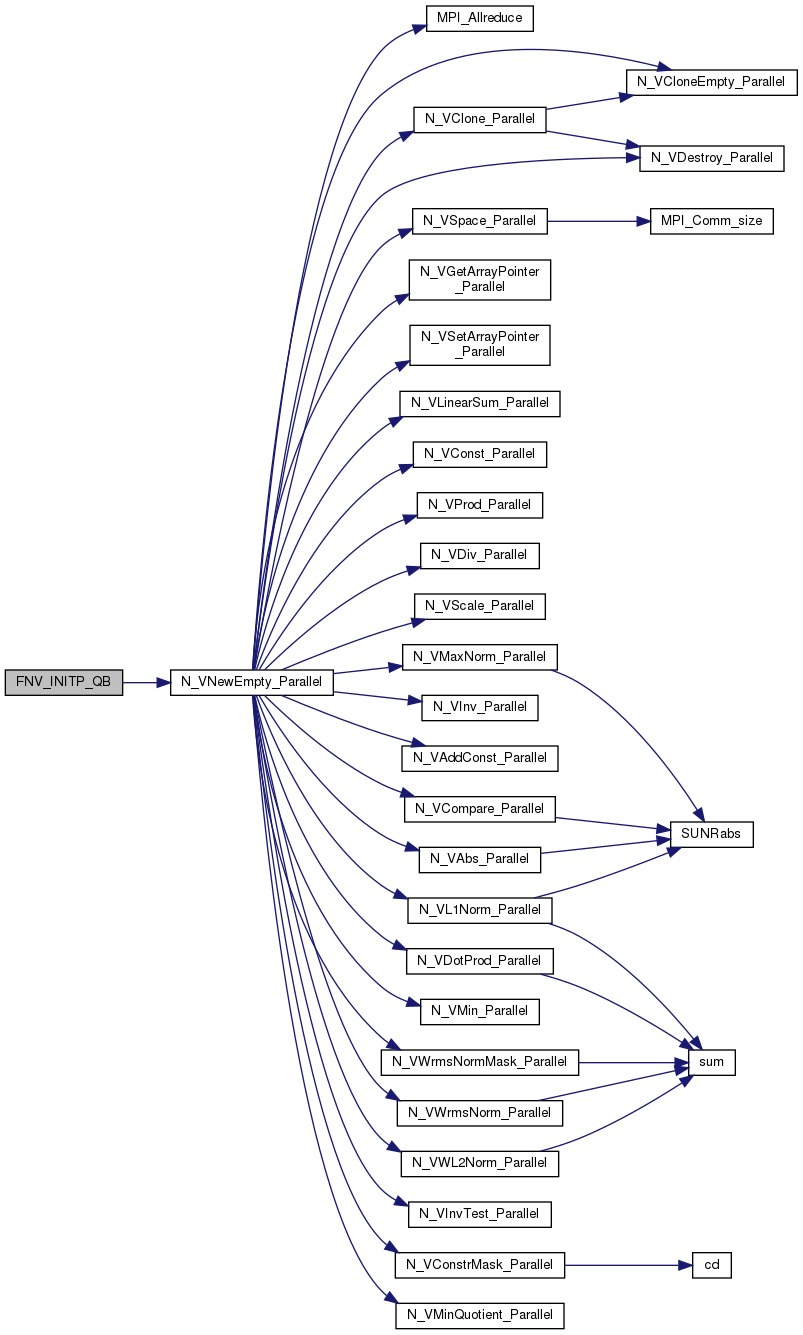 MPI_Allreduce
N_VCloneEmpty_Parallel
N_VClone_Parallel
N_VDestroy_Parallel
N_VSpace_Parallel
MPI_Comm_size
N_VGetArrayPointer
_Parallel
N_VSetArrayPointer
_Parallel
N_VLinearSum_Parallel
N_VConst_Parallel
N_VProd_Parallel
N_VDiv_Parallel
N_VScale_Parallel
N_VMaxNorm_Parallel
FNV_INITP_QB
N_VNewEmpty_Parallel
N_VInv_Parallel
N_VAddConst_Parallel
N_VCompare_Parallel
SUNRabs
N_VAbs_Parallel
N_VL1Norm_Parallel
N_VDotProd_Parallel
N_VMin_Parallel
N_VWrmsNormMask_Parallel
sum
N_VWrmsNorm_Parallel
N_VWL2Norm_Parallel
N_VInvTest_Parallel
N_VConstrMask_Parallel
cd
N_VMinQuotient_Parallel